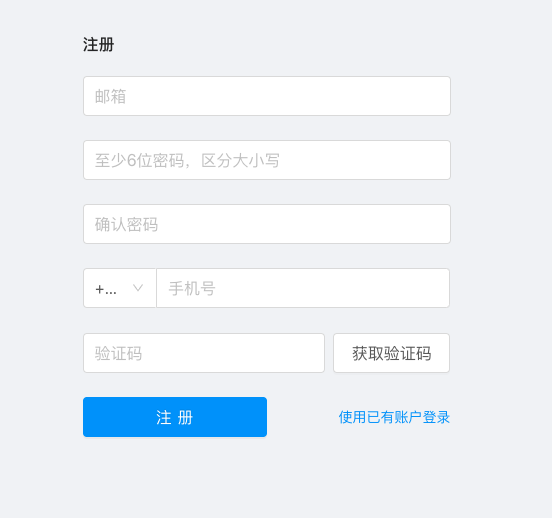 注册
邮箱
至少6位密码，区分大小写
确认密码
+... 手机号
验证码 获取验证码
注 册 使用已有账户登录